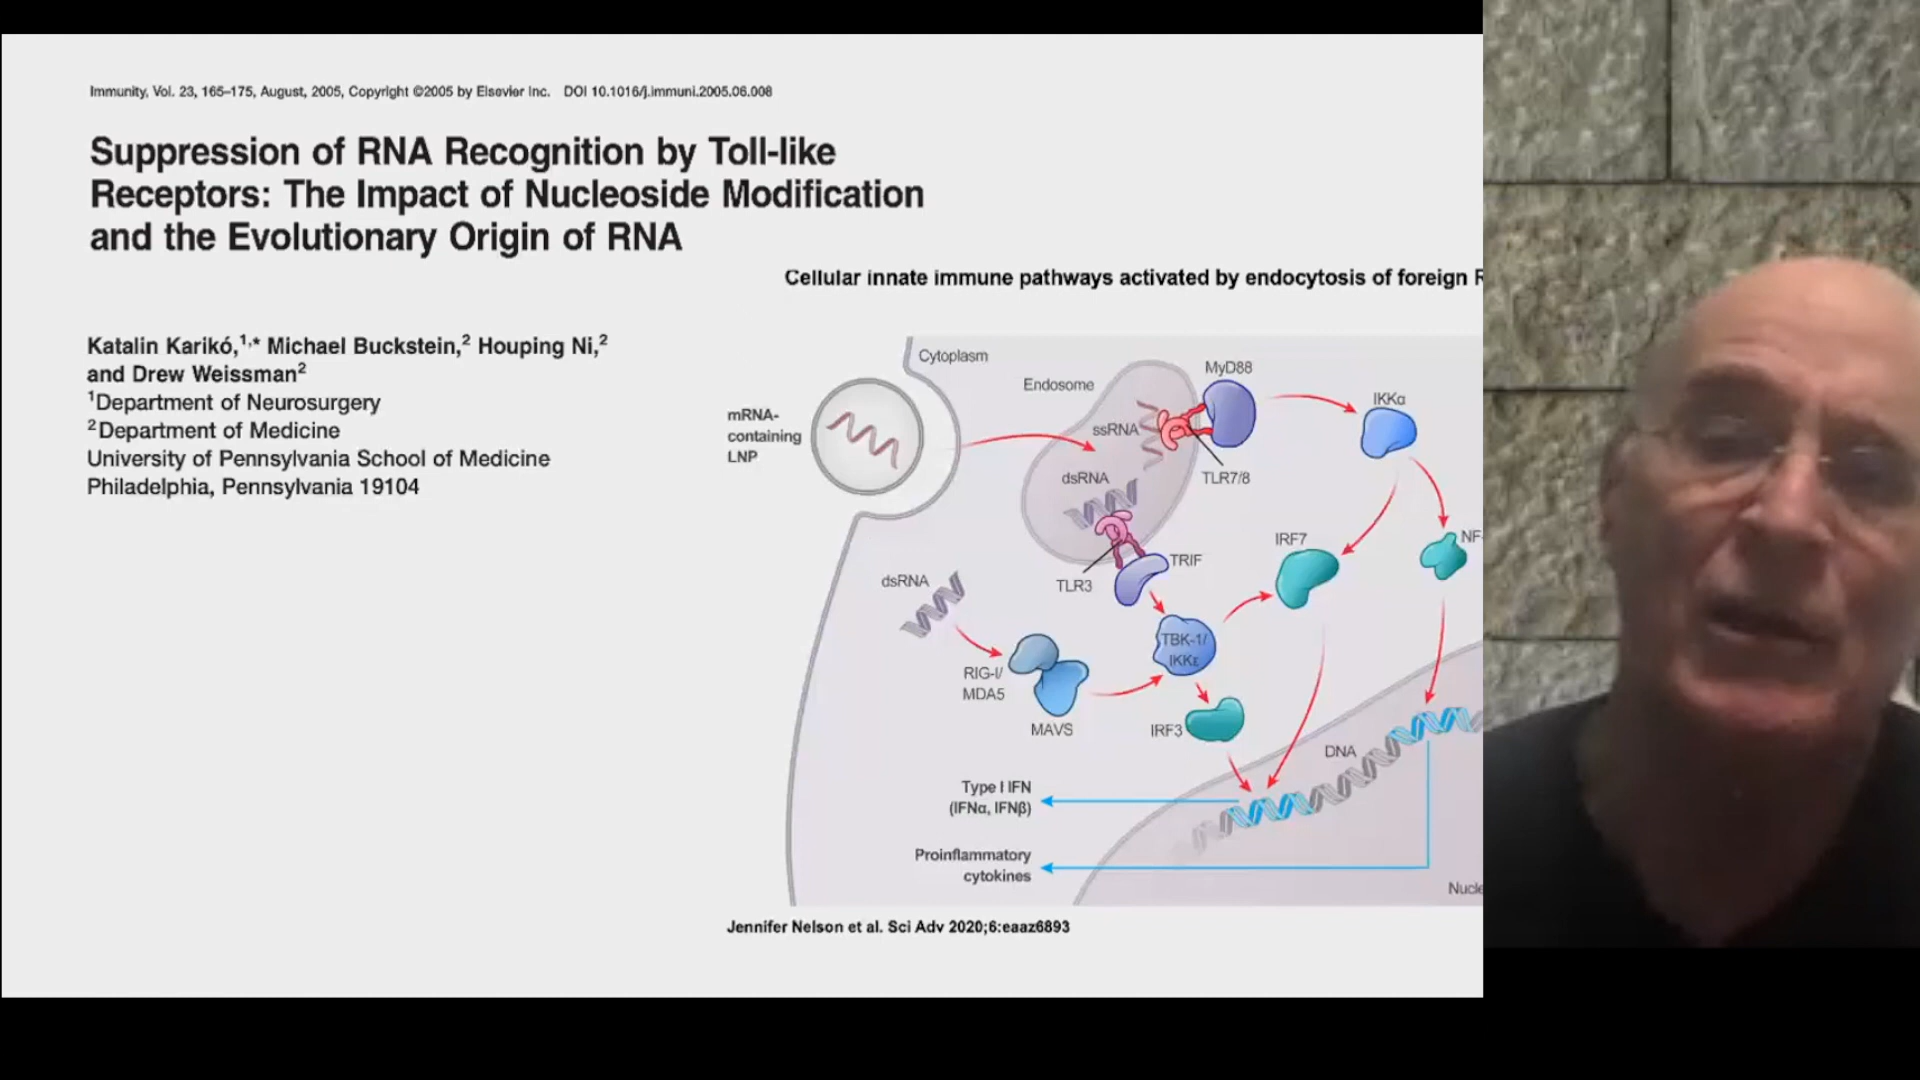 Immunity, Vol. 23, 165–175, August, 2005, Copyright ©2005 by Elsevier Inc. DOI 10.1016/j.immuni.2005.06.008
Suppression of RNA Recognition by Toll-like
Receptors: The Impact of Nucleoside Modification
and the Evolutionary Origin of RNA
Cellular innate immune pathways activated by endocytosis of foreign R
Katalin Karikó,1,* Michael Buckstein,2 Houping Ni,2
and Drew Weissman2
1Department of Neurosurgery
2Department of Medicine
University of Pennsylvania School of Medicine
Philadelphia, Pennsylvania 19104
Cytoplasm
mRNA-
containing
LNP
Endosome
MyD88
IKKα
ssRNA
dsRNA
TLR7/8
IRF7
NF-
TRIF
TLR3
dsRNA
TBK-1/
IKKε
RIG-I/
MDA5
MAVS
IRF3
DNA
Type I IFN
(IFNα, IFNβ)
Proinflammatory
cytokines
Nucle
Jennifer Nelson et al. Sci Adv 2020;6:eaaz6893